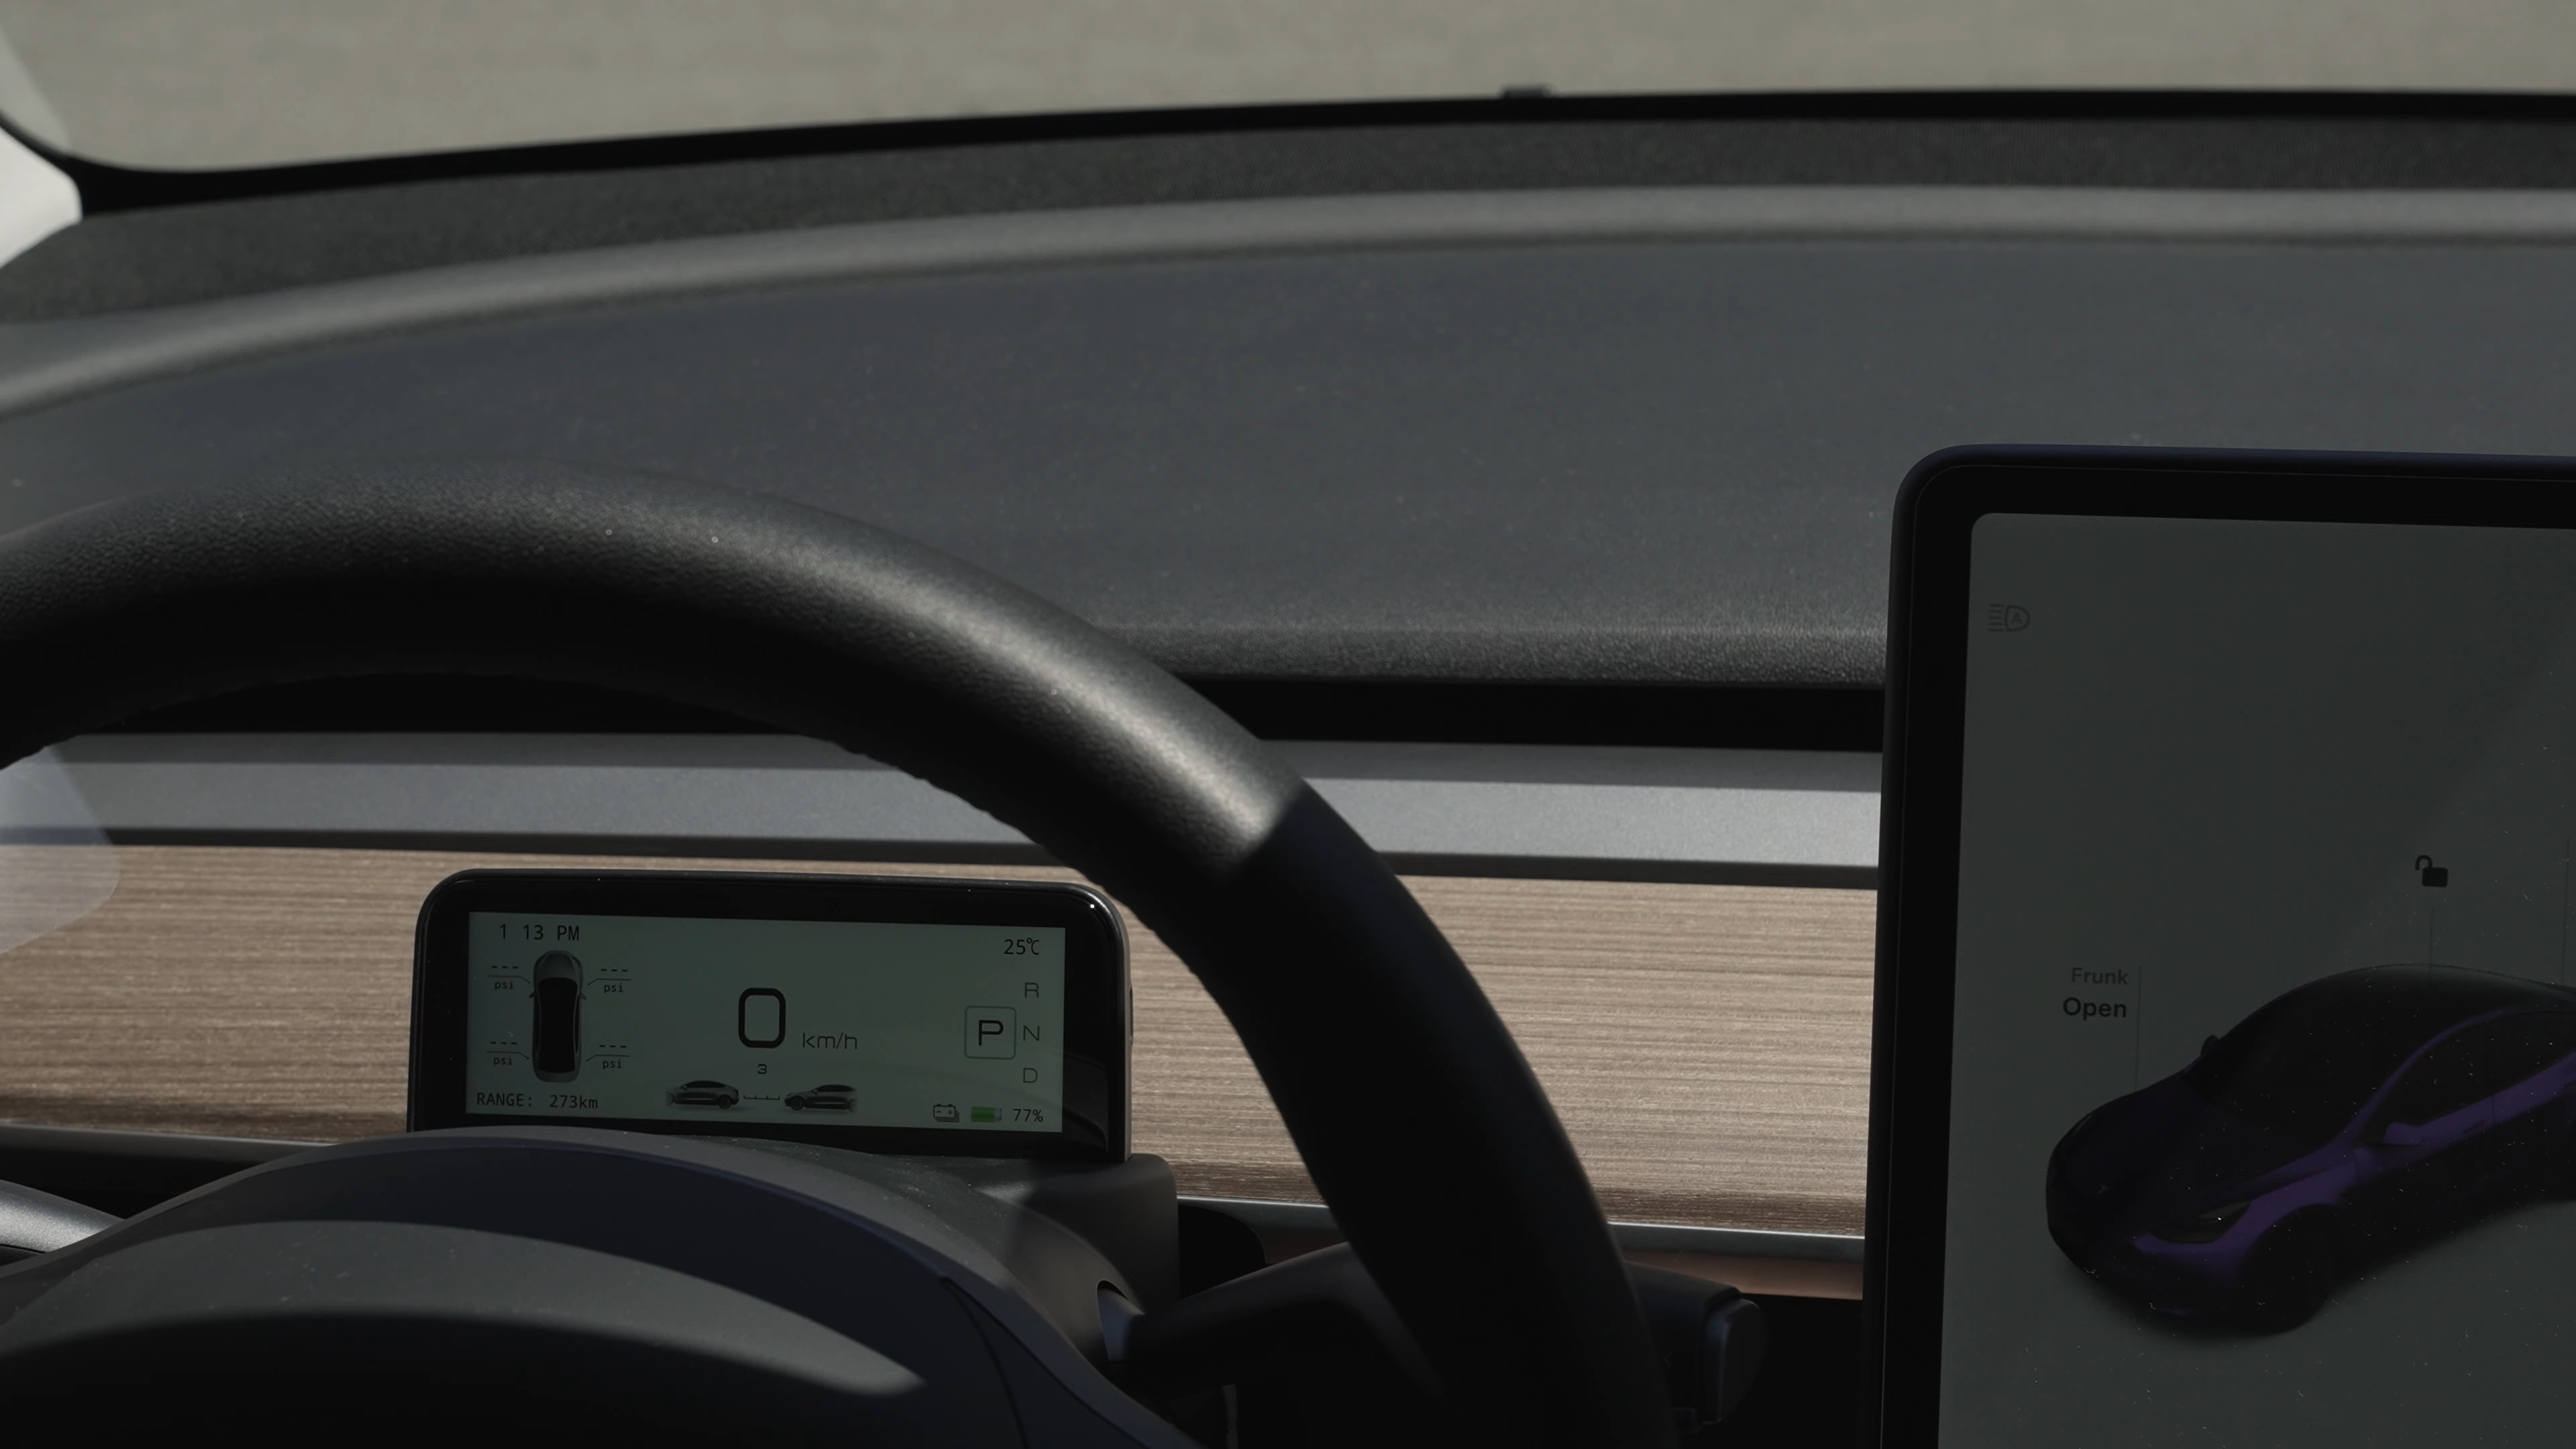 1 13 PM
25℃
---
---
psi
psi
R
0 km/h
P N
3
D
---
---
psi
psi
RANGE: 273km
77%
A
Frunk
Open